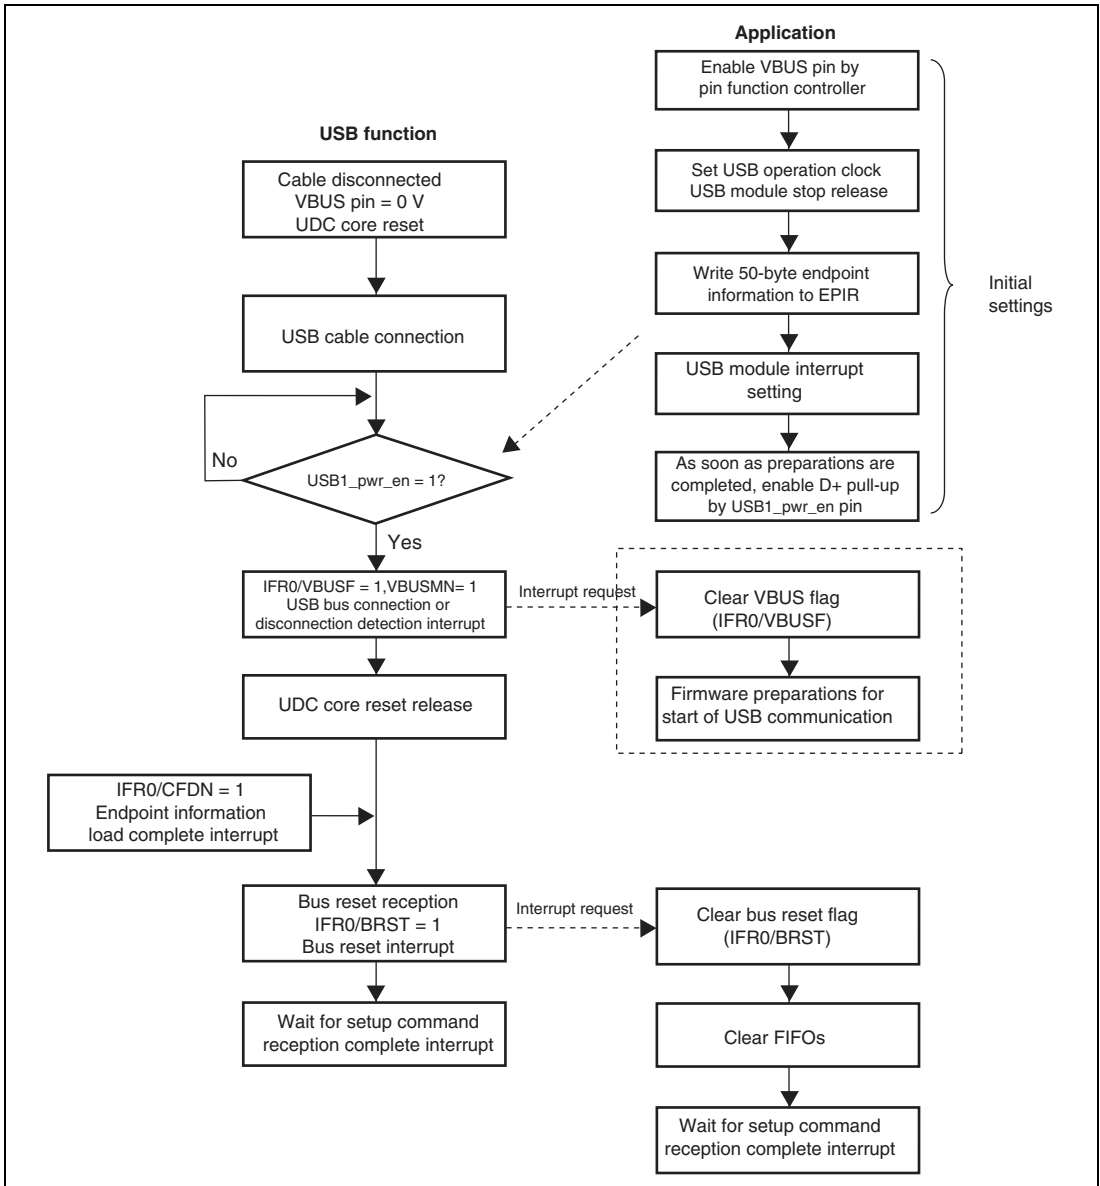 Application
Enable VBUS pin by
pin function controller
USB function
Cable disconnected
VBUS pin = 0 V
UDC core reset
Set USB operation clock
USB module stop release
Write 50-byte endpoint
information to EPIR
Initial
settings
USB cable connection
USB module interrupt
setting
No
USB1_pwr_en = 1?
As soon as preparations are
completed, enable D+ pull-up
by USB1_pwr_en pin
Yes
IFR0/VBUSF = 1,VBUSMN= 1
USB bus connection or
disconnection detection interrupt
Interrupt request
Clear VBUS flag
(IFR0/VBUSF)
UDC core reset release
Firmware preparations for
start of USB communication
IFR0/CFDN = 1
Endpoint information
load complete interrupt
Bus reset reception
IFR0/BRST = 1
Bus reset interrupt
Interrupt request
Clear bus reset flag
(IFR0/BRST)
Wait for setup command
reception complete interrupt
Clear FIFOs
Wait for setup command
reception complete interrupt